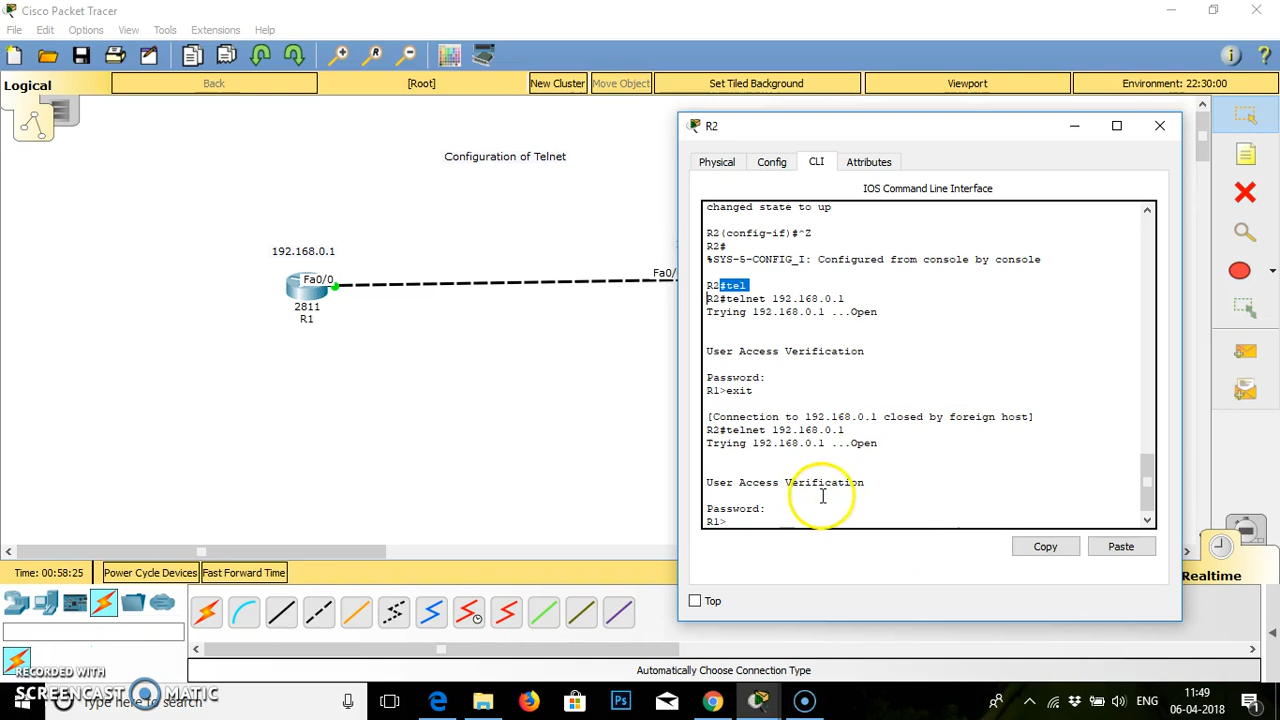 Cisco Packet Tracer
File Edit Options View Tools Extensions Help
Logical Back [Root] New Cluster Move Object Set Tiled Background Viewport Environment: 22:30:00
Configuration of Telnet
192.168.0.1
Fa0/0
2811
R1
Fa0/
R2
Physical Config CLI Attributes
IOS Command Line Interface
changed state to up
R2(config-if)#^Z
R2#
%SYS-5-CONFIG_I: Configured from console by console
R2#tel
R2#telnet 192.168.0.1
Trying 192.168.0.1 ...Open
User Access Verification
Password:
R1>exit
[Connection to 192.168.0.1 closed by foreign host]
R2#telnet 192.168.0.1
Trying 192.168.0.1 ...Open
User Access Verification
Password:
R1>
Copy Paste
Top
Time: 00:58:25 Power Cycle Devices Fast Forward Time Realtime
Automatically Choose Connection Type
RECORDED WITH
SCREENCAST MATIC
Type here to search
ENG
11:49
06-04-2018
1